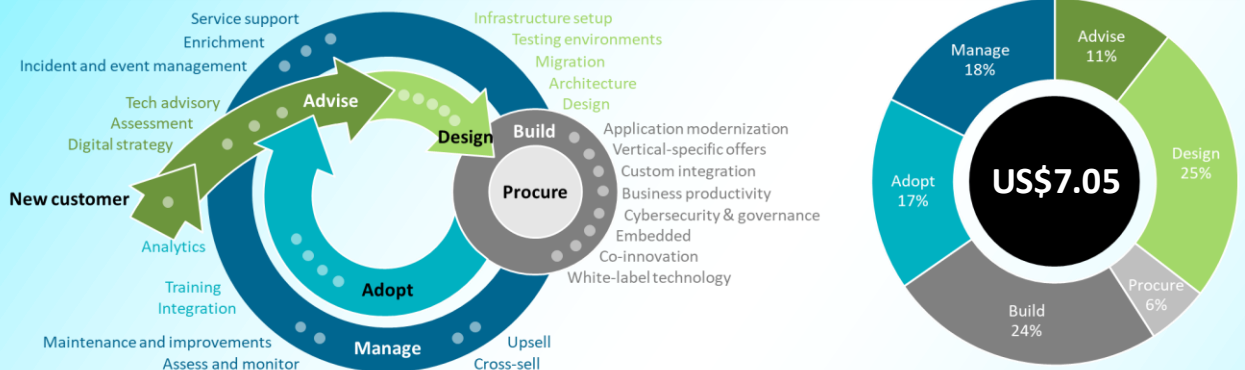 Service support
Enrichment
Incident and event management
Tech advisory
Assessment
Digital strategy
New customer
Analytics
Training
Integration
Maintenance and improvements
Assess and monitor
Advise
Design
Build
Procure
Adopt
Manage
Infrastructure setup
Testing environments
Migration
Architecture
Design
Application modernization
Vertical-specific offers
Custom integration
Business productivity
Cybersecurity & governance
Embedded
Co-innovation
White-label technology
Upsell
Cross-sell
Manage
18%
Advise
11%
Design
25%
Procure
6%
Build
24%
Adopt
17%
US$7.05